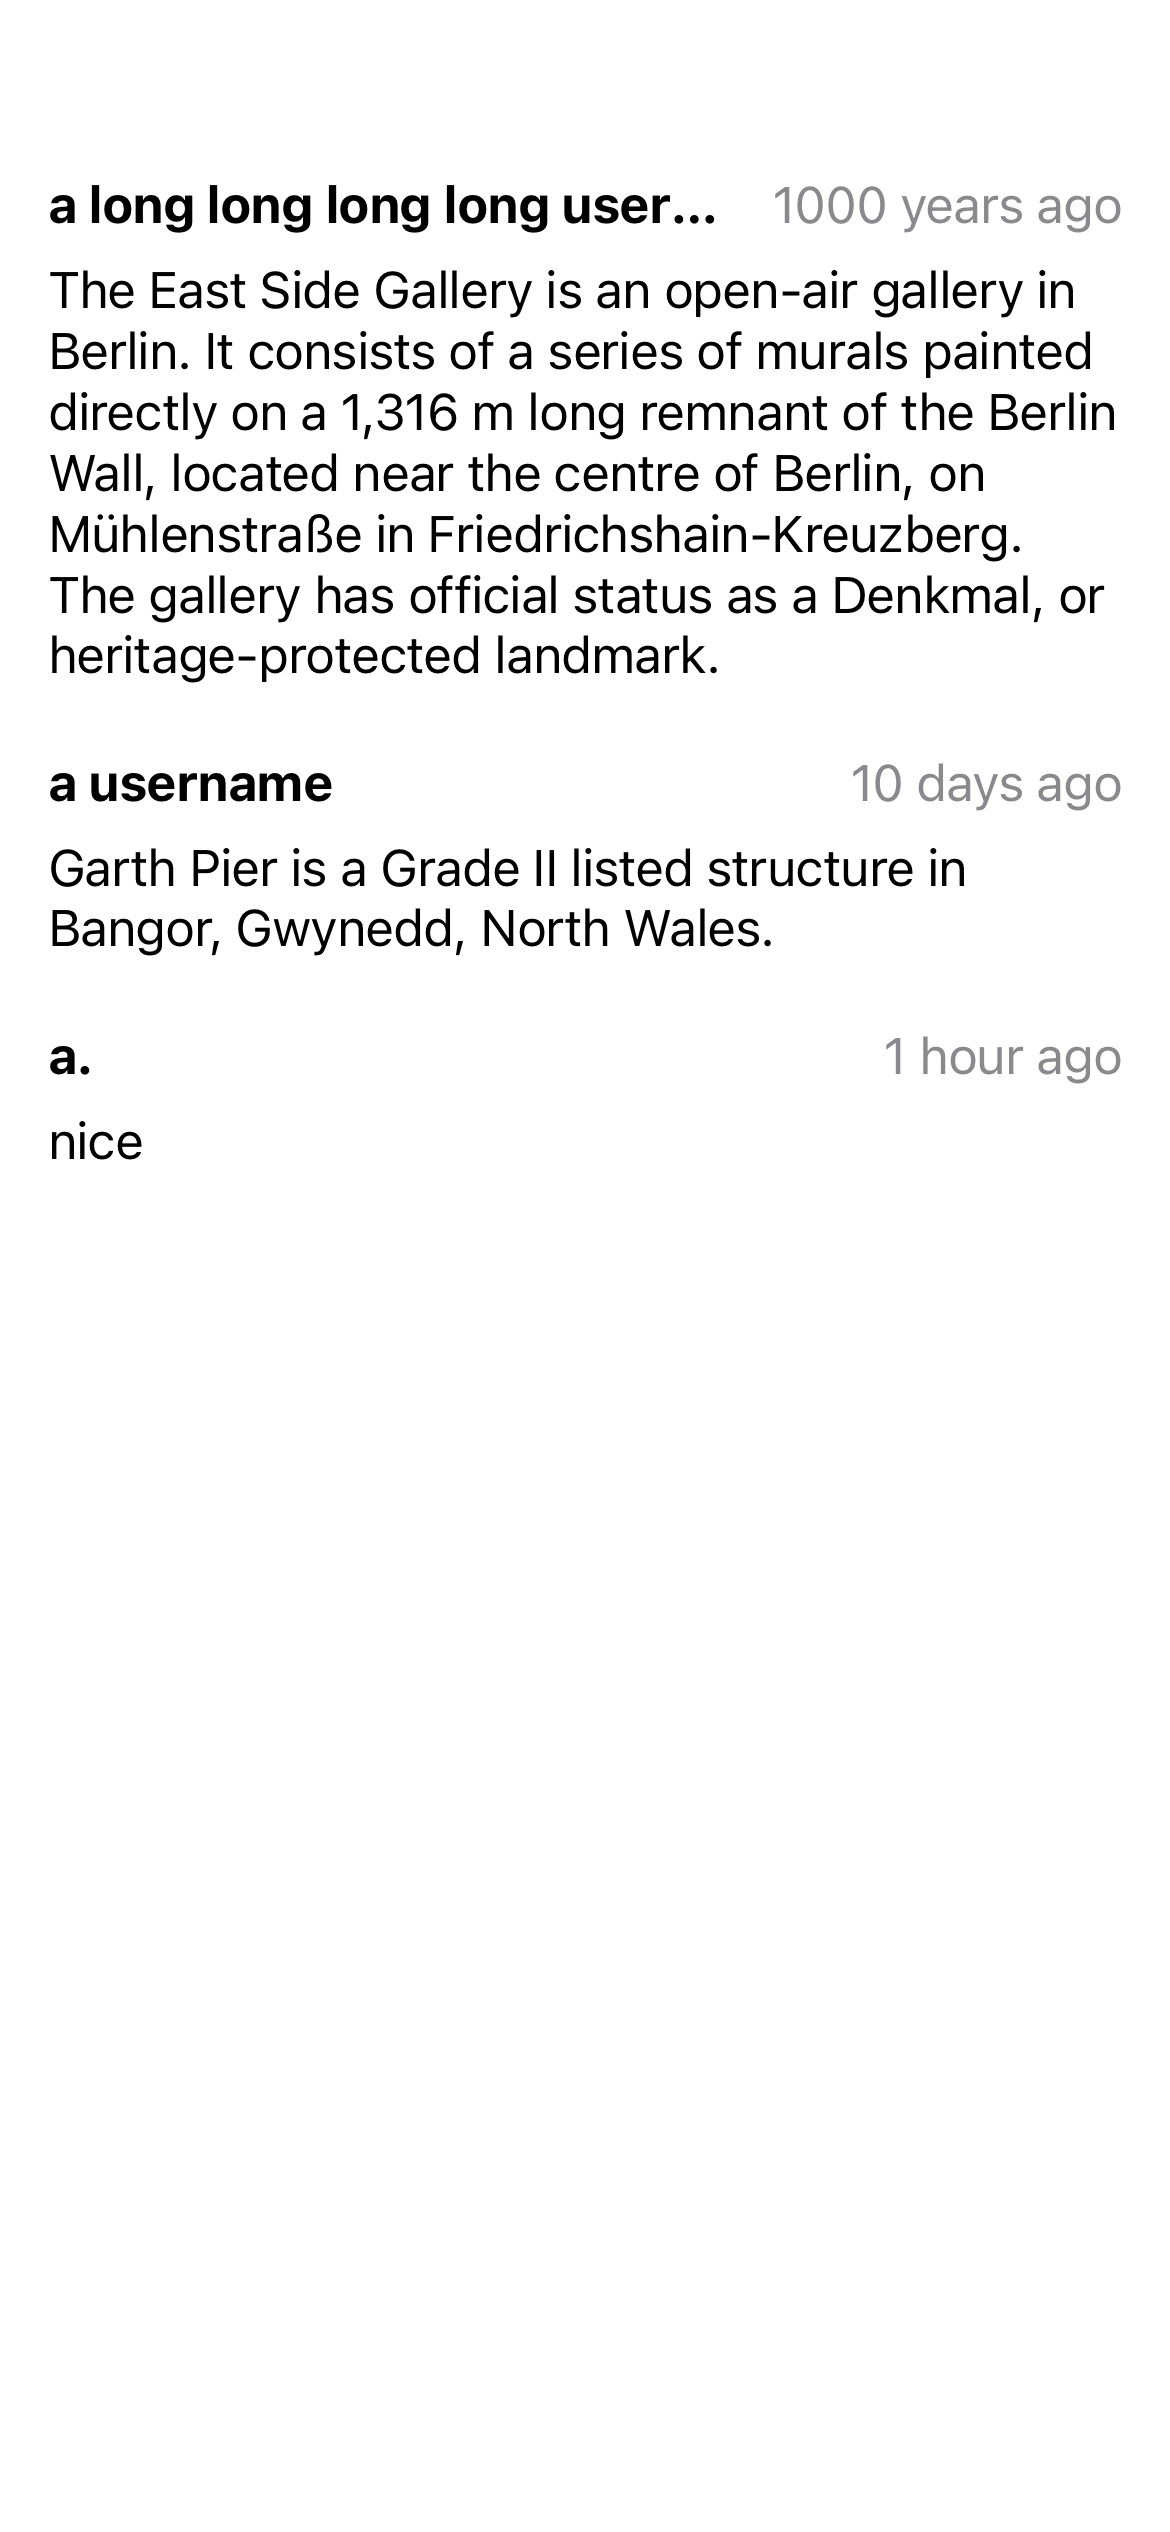 a long long long long user...
1000 years ago
The East Side Gallery is an open-air gallery in
Berlin. It consists of a series of murals painted
directly on a 1,316 m long remnant of the Berlin
Wall, located near the centre of Berlin, on
Mühlenstraße in Friedrichshain-Kreuzberg.
The gallery has official status as a Denkmal, or
heritage-protected landmark.
a username
10 days ago
Garth Pier is a Grade II listed structure in
Bangor, Gwynedd, North Wales.
a.
1 hour ago
nice